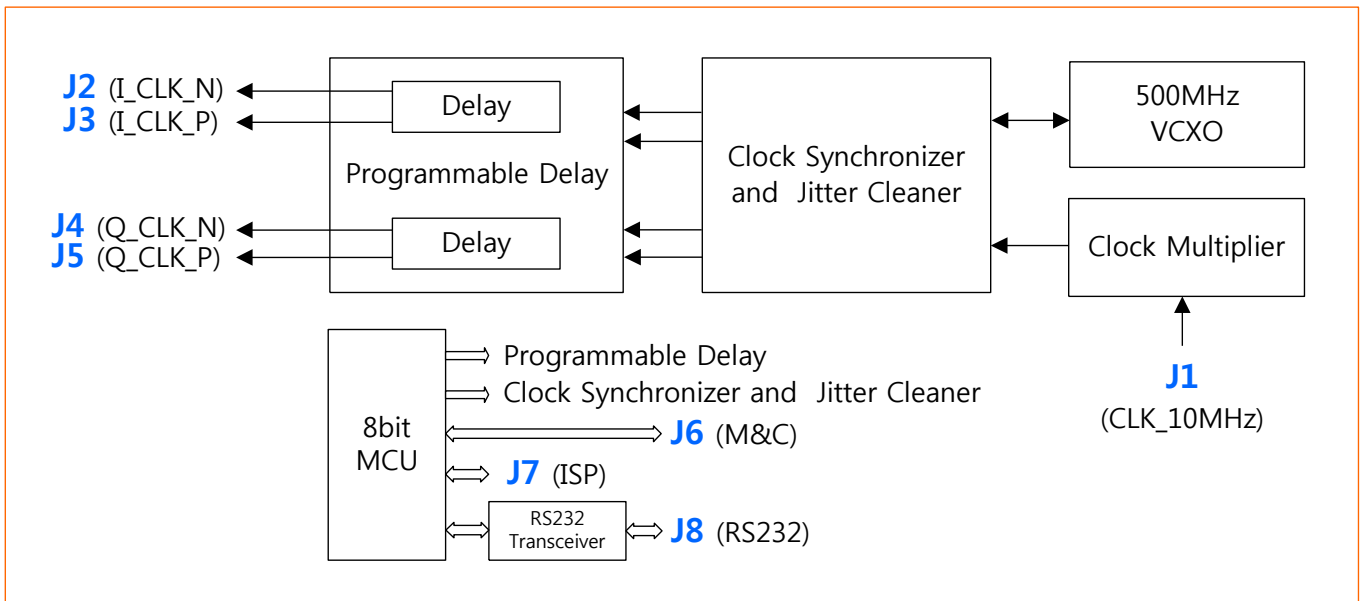 J2 (I_CLK_N)
J3 (I_CLK_P)
Delay
Programmable Delay
J4 (Q_CLK_N)
J5 (Q_CLK_P)
Delay
Clock Synchronizer
and Jitter Cleaner
500MHz
VCXO
Clock Multiplier
J1
(CLK_10MHz)
8bit
MCU
Programmable Delay
Clock Synchronizer and Jitter Cleaner
J6 (M&C)
J7 (ISP)
RS232
Transceiver
J8 (RS232)